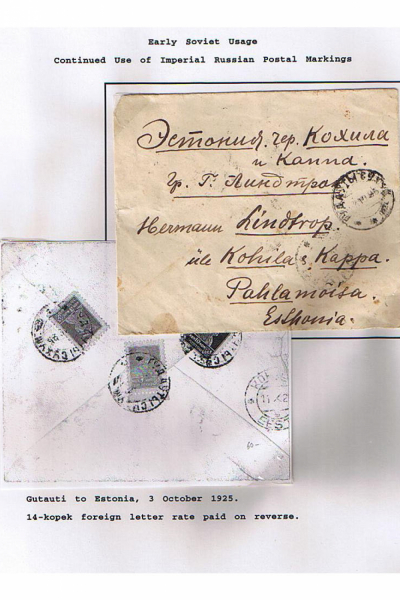 Early Soviet Usage
Continued Use of Imperial Russian Postal Markings
Эстония. чер. Кохила
и Каппа.
Гр. Г. Линдтроп
Hermann Lindtrop.
üle Kohila, Kappa.
Pahlamoisa.
Esthonia.
Gutauti to Estonia, 3 October 1925.
14-kopek foreign letter rate paid on reverse.